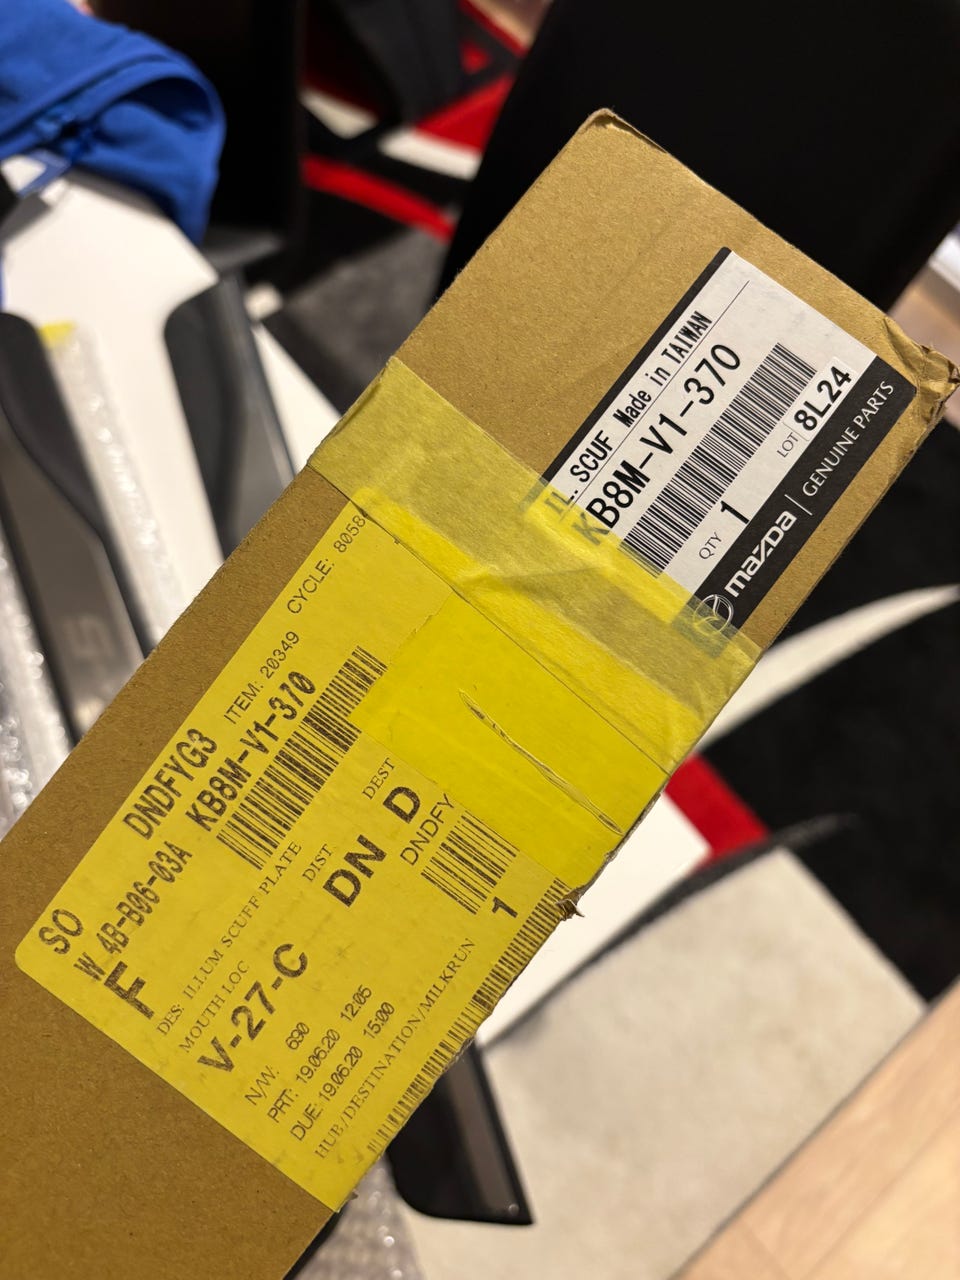 IL. SCUF Made in TAIWAN
KB8M-V1-370
QTY 1
LOT 8L24
mazda | GENUINE PARTS
SO DNDFYG3 ITEM: 20349 CYCLE: 8058
W 4B-B06-03A KB8M-V1-370
F
DES: ILLUM SCUFF PLATE
MOUTH LOC DIST DEST
V-27-C DN D
DNDFY
N/W: 690
PRT: 19.06.20 12:05
DUE: 19.06.20 15:00
1
HUB/DESTINATION/MILKRUN